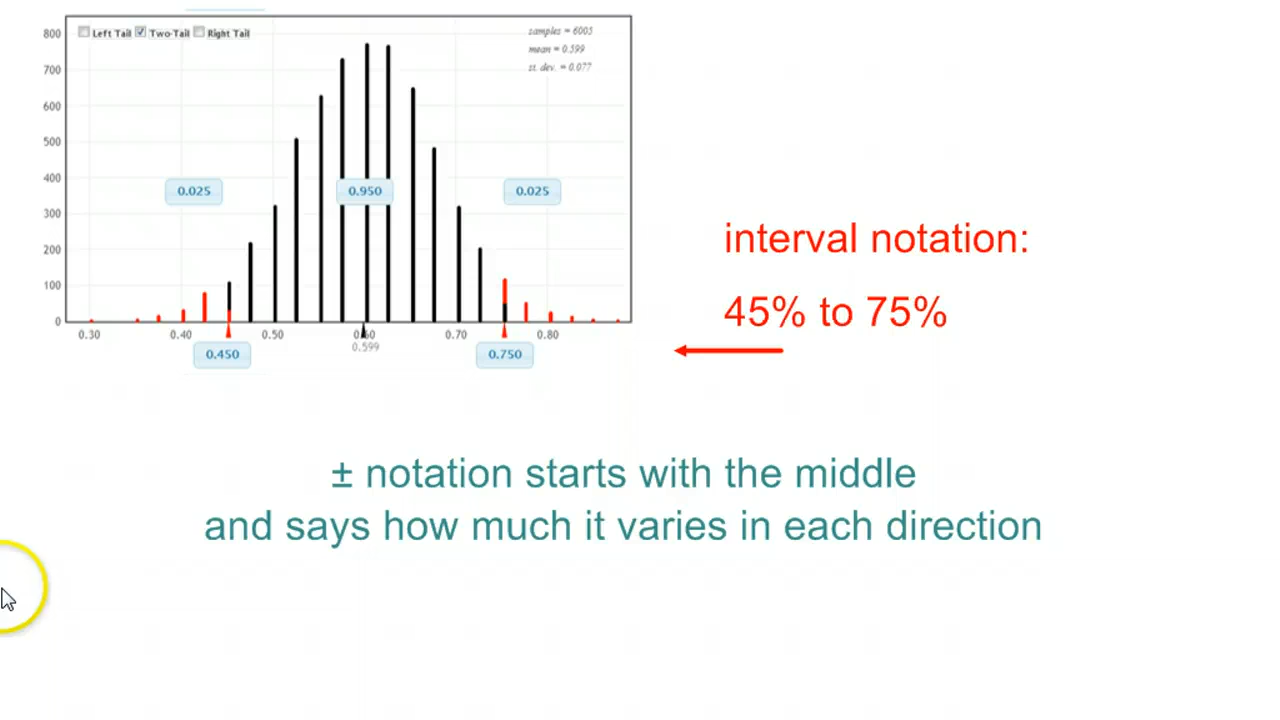 Left Tail Two-Tail Right Tail
samples = 6005
mean = 0.599
st. dev. = 0.077
800
700
600
500
400
300
200
100
0
0.025 0.950 0.025
0.30 0.40 0.50 0.60 0.70 0.80
0.599
0.450 0.750
interval notation:
45% to 75%
± notation starts with the middle
and says how much it varies in each direction